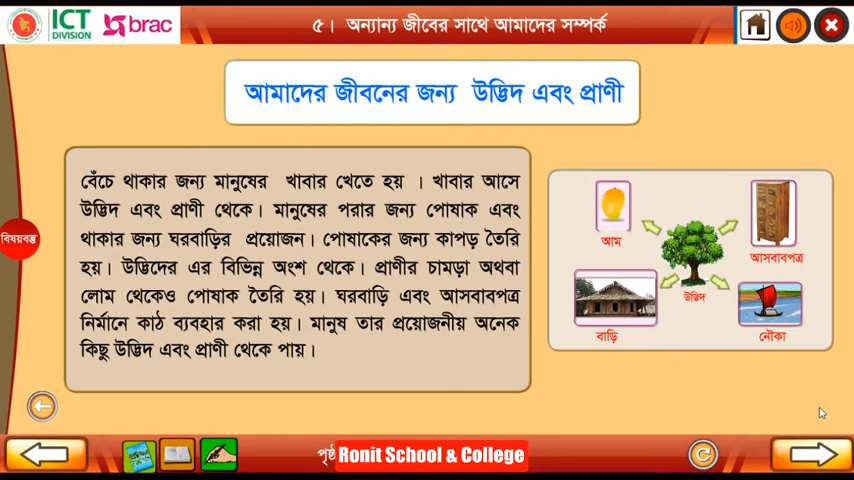 ICT
DIVISION
brac
৫। অন্যান্য জীবের সাথে আমাদের সম্পর্ক
আমাদের জীবনের জন্য উদ্ভিদ এবং প্রাণী
বেঁচে থাকার জন্য মানুষের খাবার খেতে হয় । খাবার আসে
উদ্ভিদ এবং প্রাণী থেকে। মানুষের পরার জন্য পোষাক এবং
থাকার জন্য ঘরবাড়ির প্রয়োজন। পোষাকের জন্য কাপড় তৈরি
হয়। উদ্ভিদের এর বিভিন্ন অংশ থেকে। প্রাণীর চামড়া অথবা
লোম থেকেও পোষাক তৈরি হয়। ঘরবাড়ি এবং আসবাবপত্র
নির্মানে কাঠ ব্যবহার করা হয়। মানুষ তার প্রয়োজনীয় অনেক
কিছু উদ্ভিদ এবং প্রাণী থেকে পায়।
আম
আসবাবপত্র
উদ্ভিদ
বাড়ি
নৌকা
বিষয়বস্তু
Ronit School & College